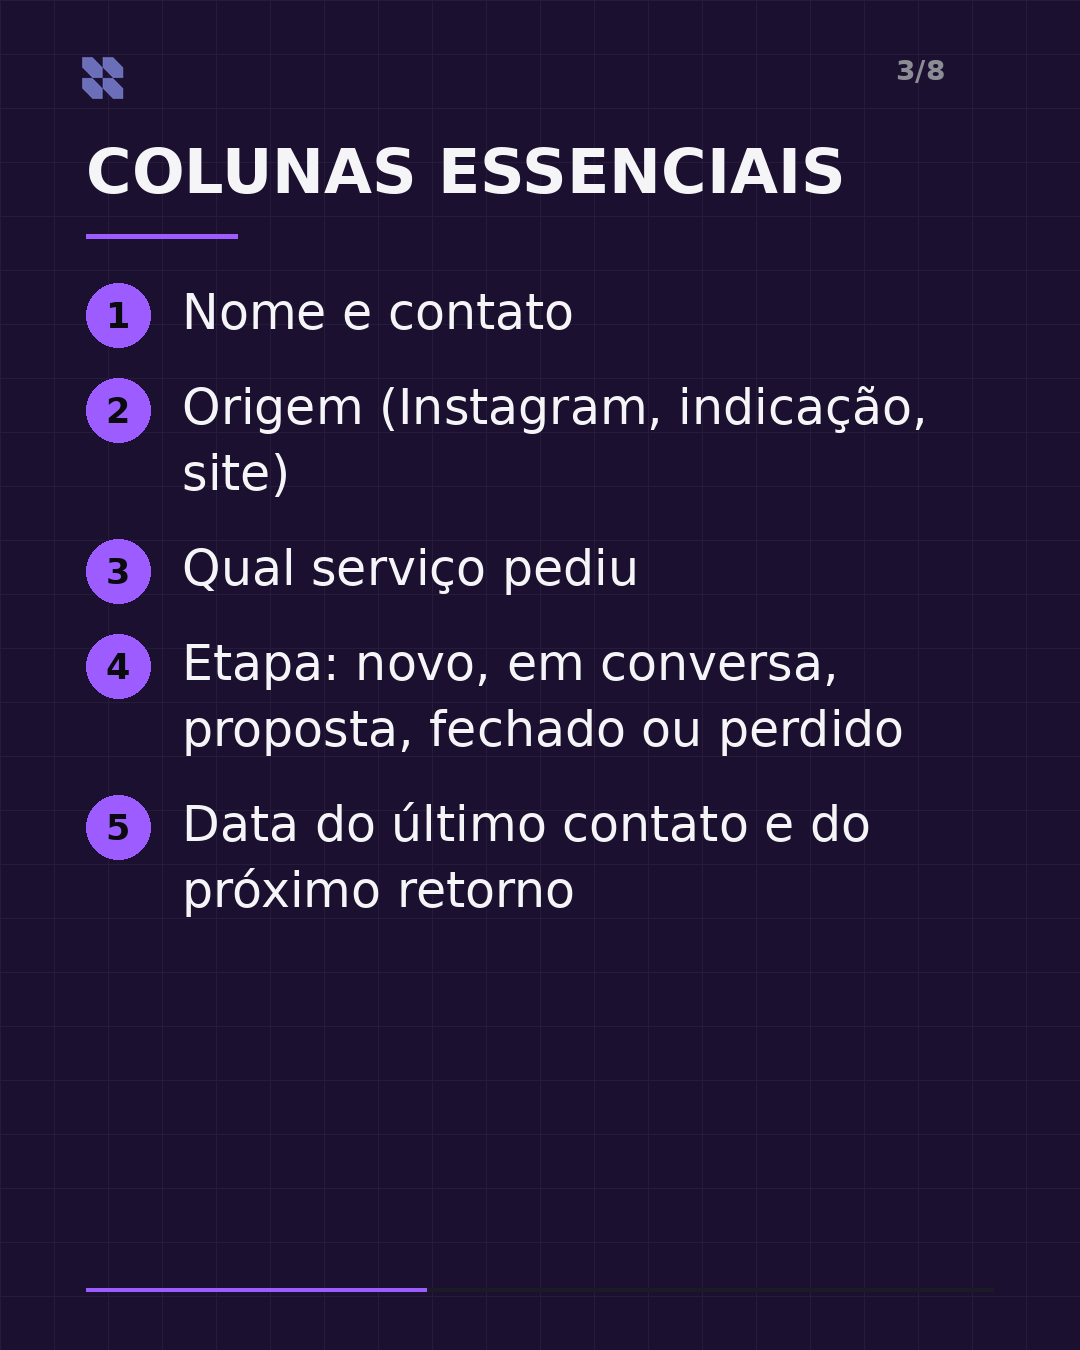 3/8
COLUNAS ESSENCIAIS
1 Nome e contato
2 Origem (Instagram, indicação,
site)
3 Qual serviço pediu
4 Etapa: novo, em conversa,
proposta, fechado ou perdido
5 Data do último contato e do
próximo retorno